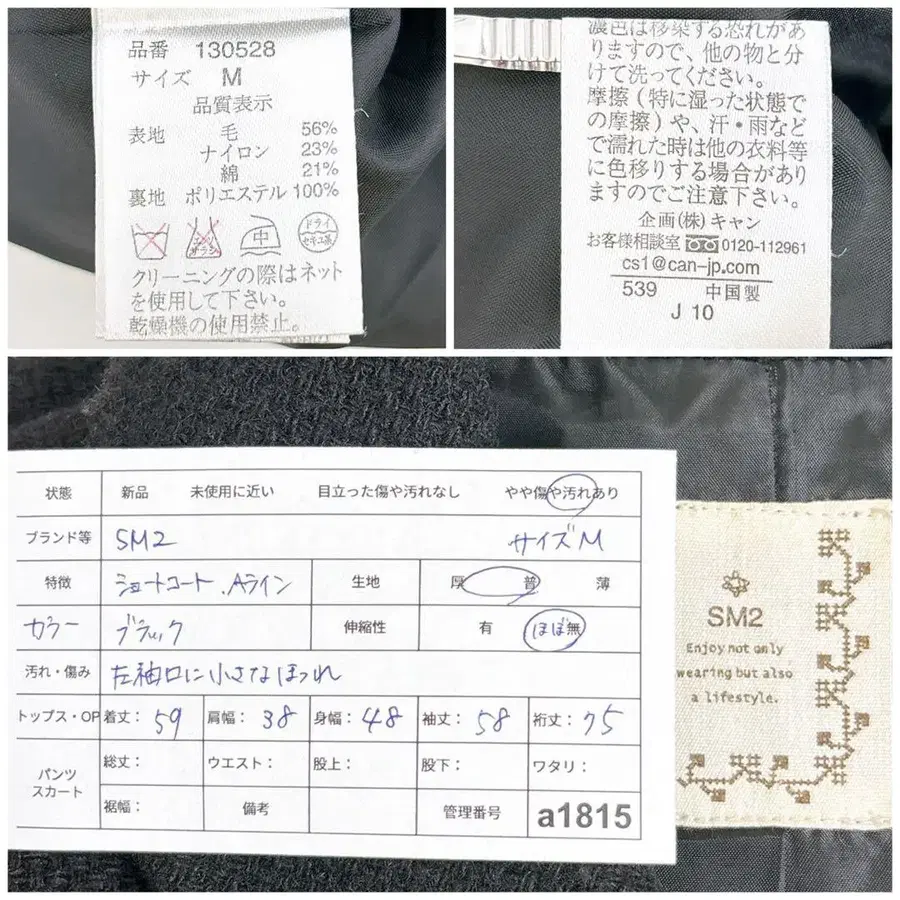 品番 130528
サイズ M
品質表示
表地 毛 56%
ナイロン 23%
綿 21%
裏地 ポリエステル 100%
中
ドライ
セキユ系
クリーニングの際はネット
を使用して下さい。
乾燥機の使用禁止。
濃色は移染する恐れがあ
りますので、他の物と分
けて洗ってください。
摩擦(特に湿った状態で
の摩擦)や、汗・雨など
で濡れた時は他の衣料等
に色移りする場合があり
ますのでご注意下さい。
企画(株)キャン
お客様相談室 0120-112961
cs1@can-jp.com
539 中国製
J 10
状態 新品 未使用に近い 目立った傷や汚れなし やや傷や汚れあり
ブランド等 SM2 サイズM
特徴 ショートコート.Aライン 生地 厚 普 薄
カラー ブラック 伸縮性 有 ほぼ無
汚れ・傷み 左袖口に小さなほつれ
トップス・OP 着丈: 59 肩幅: 38 身幅: 48 袖丈: 58 裄丈: 75
パンツ
スカート
総丈: ウエスト: 股上: 股下: ワタリ:
裾幅: 備考 管理番号 a1815
SM2
Enjoy not only
wearing but also
a lifestyle.